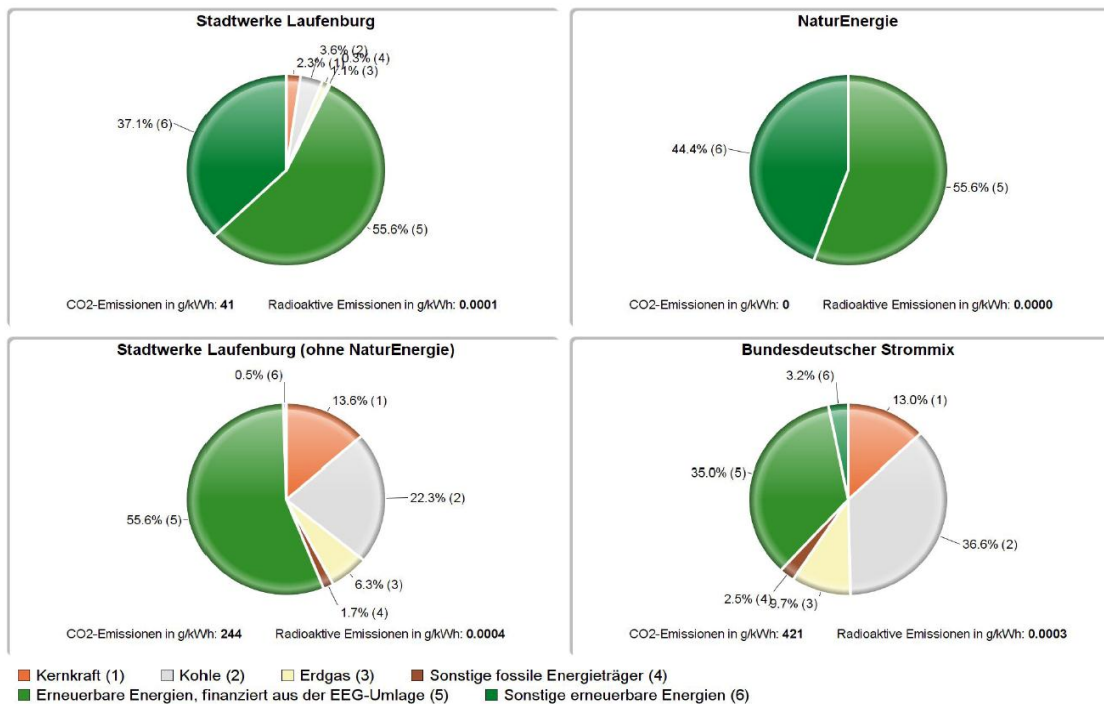 Stadtwerke Laufenburg
3.6% (2)
0.3% (4)
2.3% (1)
1.1% (3)
37.1% (6)
55.6% (5)
CO2-Emissionen in g/kWh: 41 Radioaktive Emissionen in g/kWh: 0.0001
NaturEnergie
44.4% (6)
55.6% (5)
CO2-Emissionen in g/kWh: 0 Radioaktive Emissionen in g/kWh: 0.0000
Stadtwerke Laufenburg (ohne NaturEnergie)
0.5% (6)
13.6% (1)
22.3% (2)
55.6% (5)
6.3% (3)
1.7% (4)
CO2-Emissionen in g/kWh: 244 Radioaktive Emissionen in g/kWh: 0.0004
Bundesdeutscher Strommix
3.2% (6)
13.0% (1)
35.0% (5)
36.6% (2)
2.5% (4)
9.7% (3)
CO2-Emissionen in g/kWh: 421 Radioaktive Emissionen in g/kWh: 0.0003
Kernkraft (1) Kohle (2) Erdgas (3) Sonstige fossile Energieträger (4)
Erneuerbare Energien, finanziert aus der EEG-Umlage (5) Sonstige erneuerbare Energien (6)